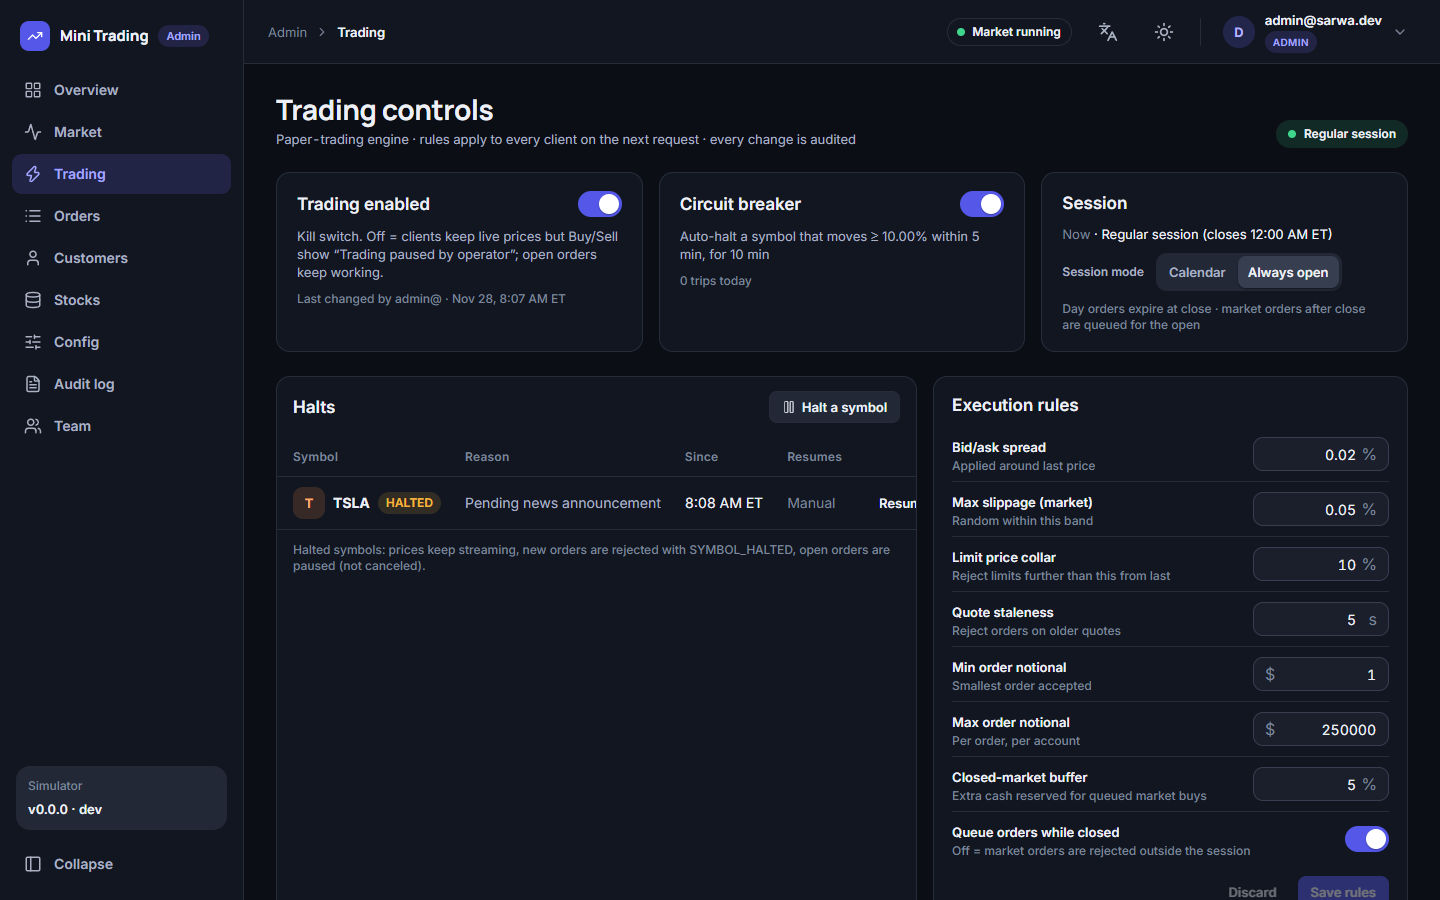 Mini Trading Admin
Overview
Market
Trading
Orders
Customers
Stocks
Config
Audit log
Team
Simulator
v0.0.0 · dev
Collapse
Admin > Trading
Market running
D
admin@sarwa.dev
ADMIN
Trading controls
Paper-trading engine · rules apply to every client on the next request · every change is audited
Regular session
Trading enabled
Kill switch. Off = clients keep live prices but Buy/Sell
show “Trading paused by operator”; open orders
keep working.
Last changed by admin@ · Nov 28, 8:07 AM ET
Circuit breaker
Auto-halt a symbol that moves ≥ 10.00% within 5
min, for 10 min
0 trips today
Session
Now · Regular session (closes 12:00 AM ET)
Session mode Calendar Always open
Day orders expire at close · market orders after close
are queued for the open
Halts
Halt a symbol
Symbol Reason Since Resumes
T TSLA HALTED Pending news announcement 8:08 AM ET Manual Resum
Halted symbols: prices keep streaming, new orders are rejected with SYMBOL_HALTED, open orders are
paused (not canceled).
Execution rules
Bid/ask spread
Applied around last price
0.02 %
Max slippage (market)
Random within this band
0.05 %
Limit price collar
Reject limits further than this from last
10 %
Quote staleness
Reject orders on older quotes
5 s
Min order notional
Smallest order accepted
$ 1
Max order notional
Per order, per account
$ 250000
Closed-market buffer
Extra cash reserved for queued market buys
5 %
Queue orders while closed
Off = market orders are rejected outside the session
Discard Save rules